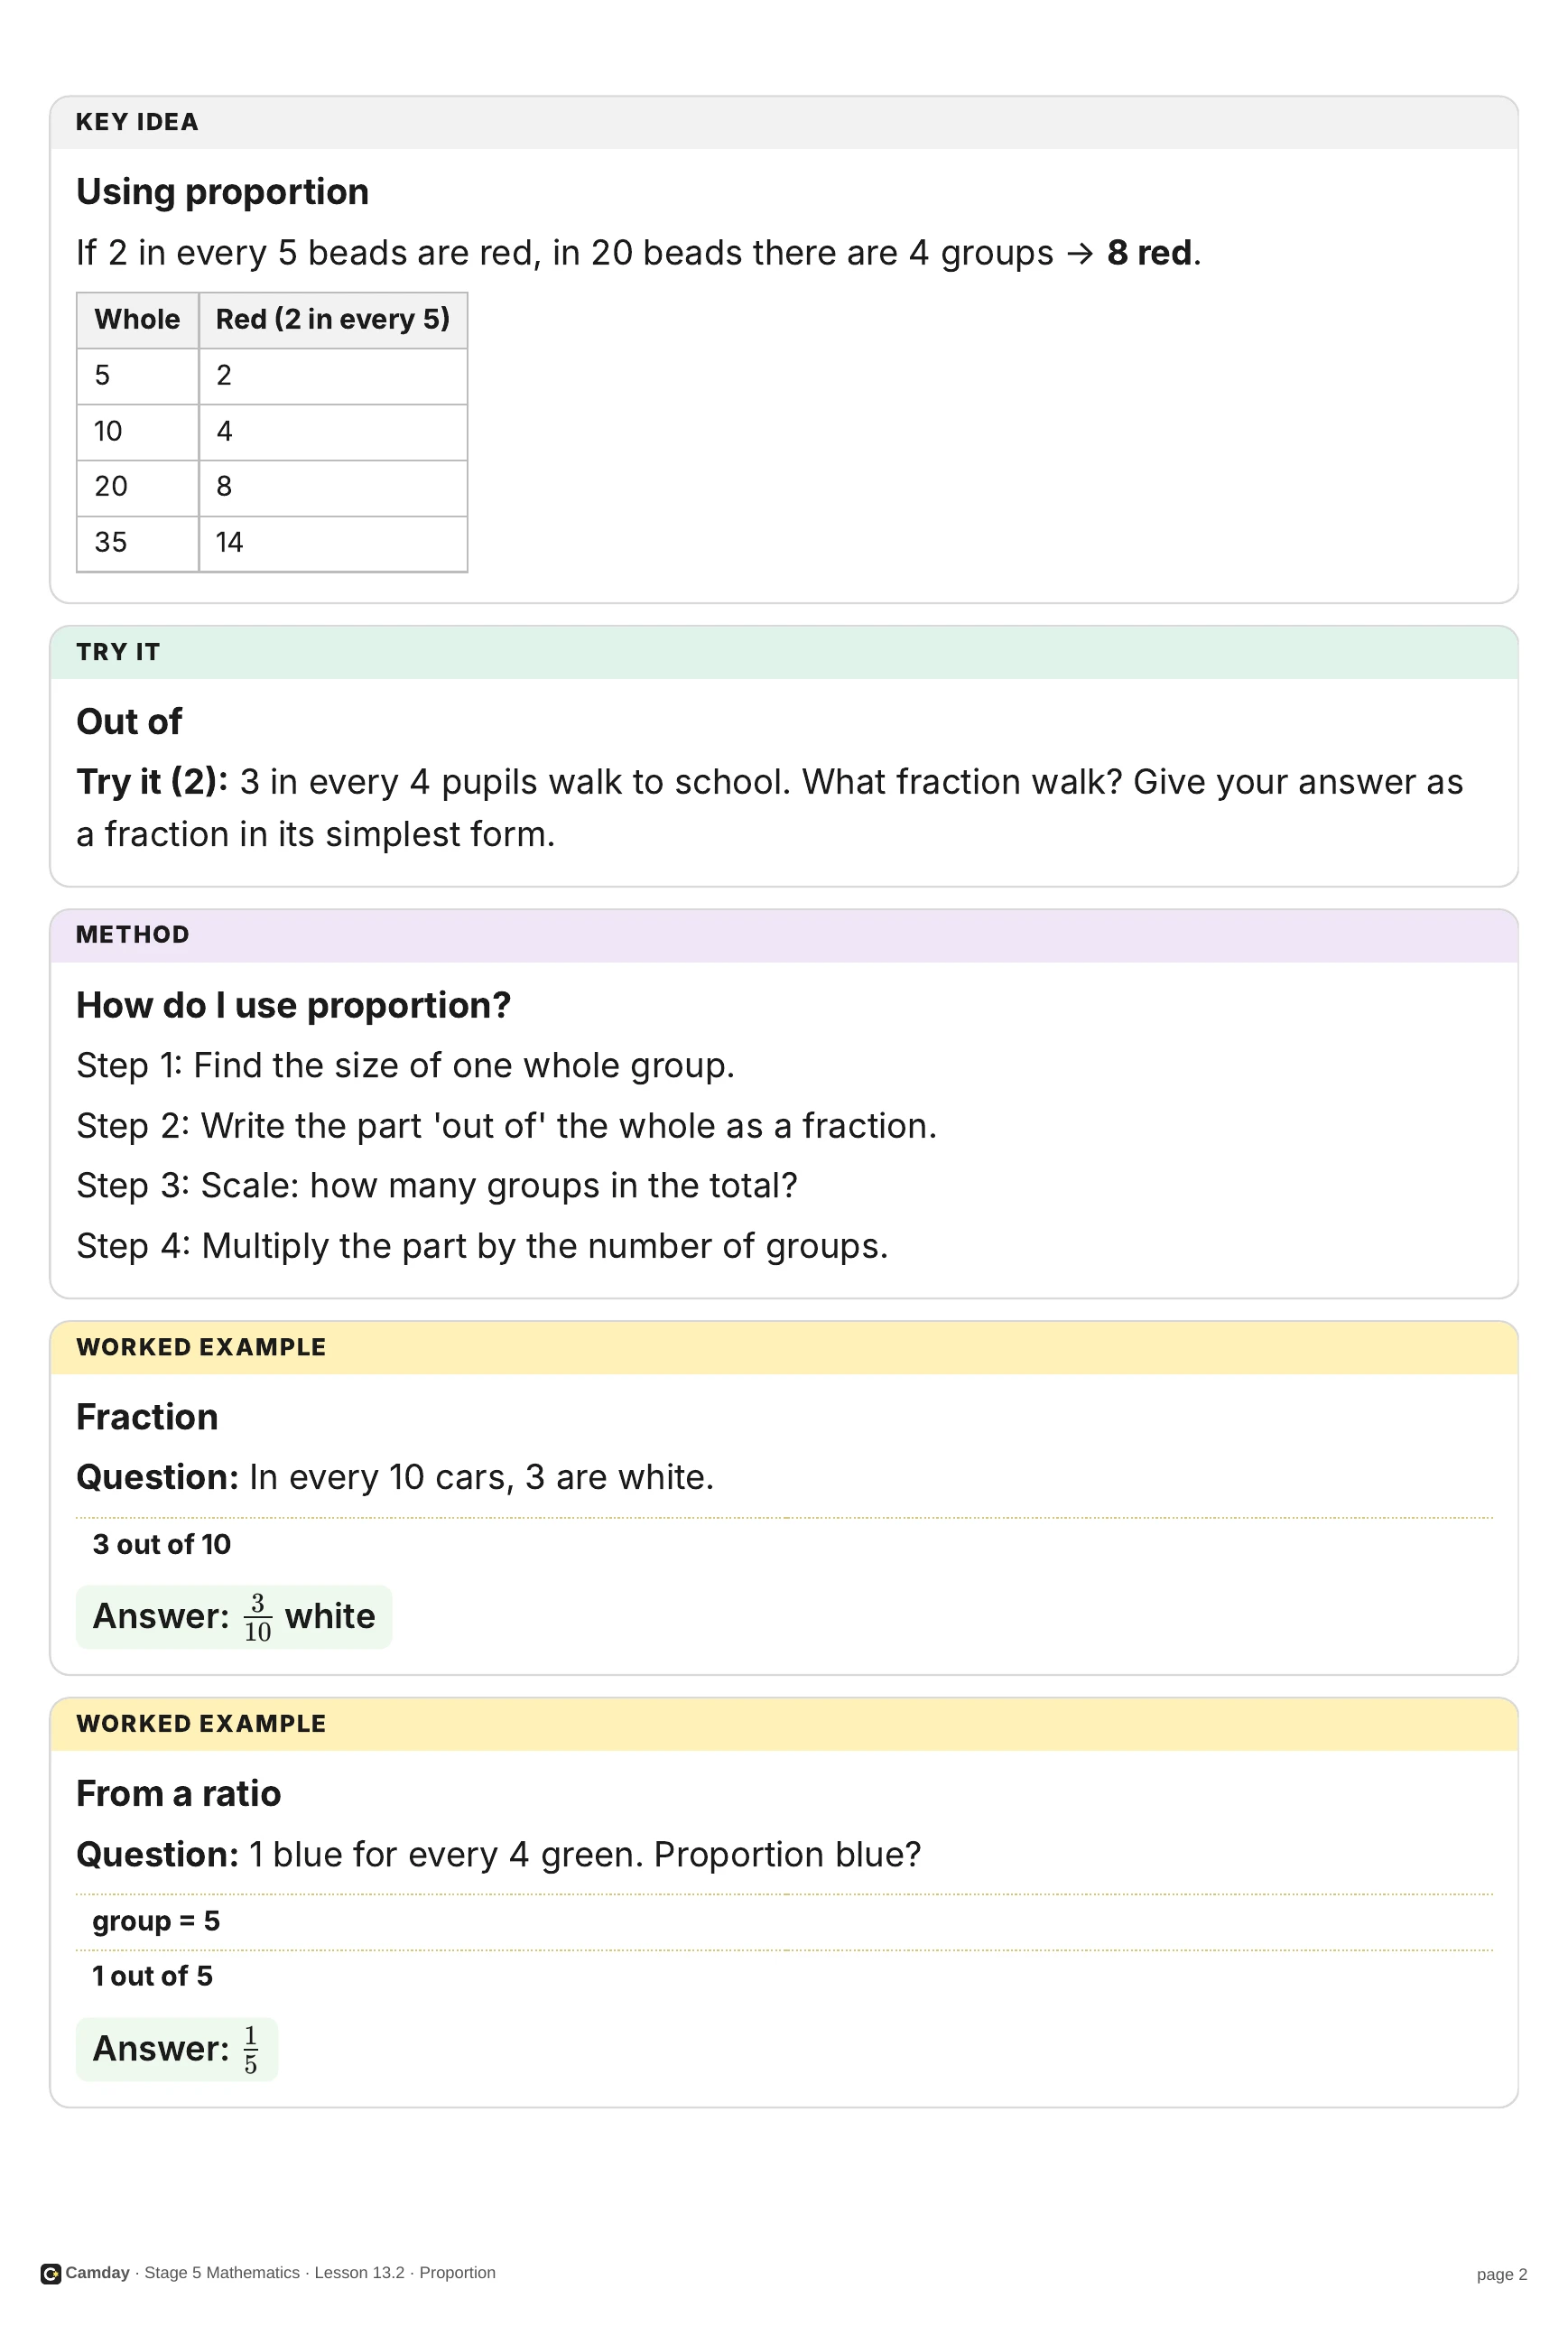 KEY IDEA
Using proportion
If 2 in every 5 beads are red, in 20 beads there are 4 groups → 8 red.
Whole Red (2 in every 5)
5 2
10 4
20 8
35 14
TRY IT
Out of
Try it (2): 3 in every 4 pupils walk to school. What fraction walk? Give your answer as
a fraction in its simplest form.
METHOD
How do I use proportion?
Step 1: Find the size of one whole group.
Step 2: Write the part 'out of' the whole as a fraction.
Step 3: Scale: how many groups in the total?
Step 4: Multiply the part by the number of groups.
WORKED EXAMPLE
Fraction
Question: In every 10 cars, 3 are white.
3 out of 10
Answer: 3/10 white
WORKED EXAMPLE
From a ratio
Question: 1 blue for every 4 green. Proportion blue?
group = 5
1 out of 5
Answer: 1/5
Camday · Stage 5 Mathematics · Lesson 13.2 · Proportion page 2